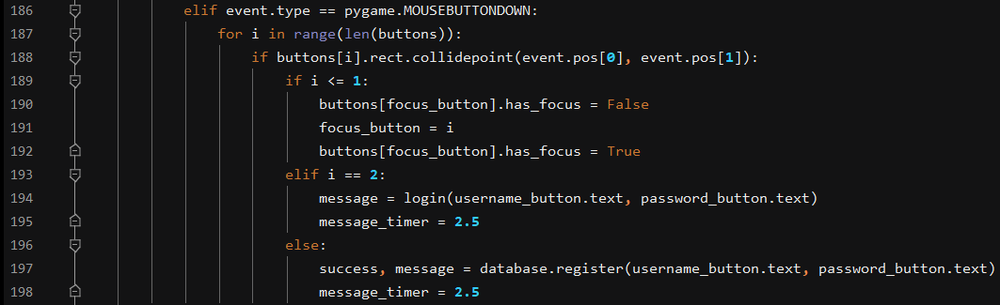 186 elif event.type == pygame.MOUSEBUTTONDOWN:
187 for i in range(len(buttons)):
188 if buttons[i].rect.collidepoint(event.pos[0], event.pos[1]):
189 if i <= 1:
190 buttons[focus_button].has_focus = False
191 focus_button = i
192 buttons[focus_button].has_focus = True
193 elif i == 2:
194 message = login(username_button.text, password_button.text)
195 message_timer = 2.5
196 else:
197 success, message = database.register(username_button.text, password_button.text)
198 message_timer = 2.5